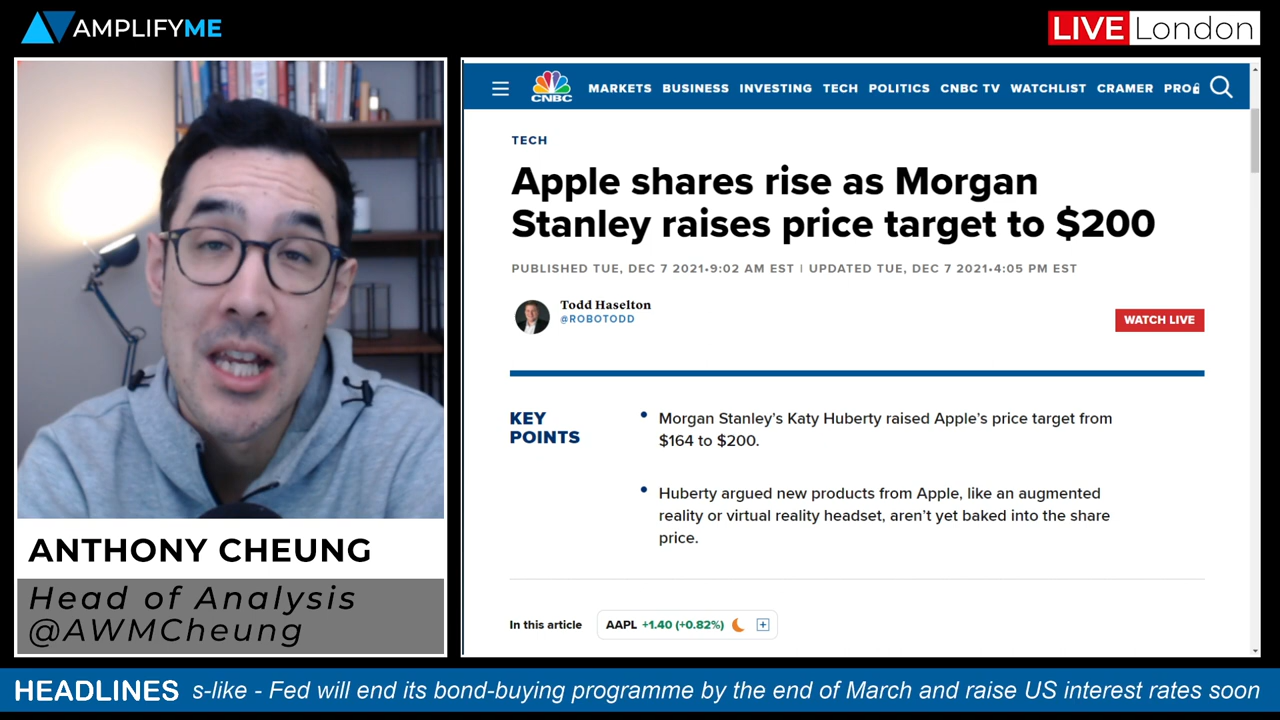 AMPLIFYME
LIVE London
CNBC
MARKETS BUSINESS INVESTING TECH POLITICS CNBC TV WATCHLIST CRAMER PRO
TECH
Apple shares rise as Morgan
Stanley raises price target to $200
PUBLISHED TUE, DEC 7 2021•9:02 AM EST | UPDATED TUE, DEC 7 2021•4:05 PM EST
Todd Haselton
@ROBOTODD
WATCH LIVE
KEY
POINTS
• Morgan Stanley's Katy Huberty raised Apple's price target from
$164 to $200.
• Huberty argued new products from Apple, like an augmented
reality or virtual reality headset, aren't yet baked into the share
price.
In this article
AAPL +1.40 (+0.82%)
ANTHONY CHEUNG
Head of Analysis
@AWMCheung
HEADLINES s-like - Fed will end its bond-buying programme by the end of March and raise US interest rates soon